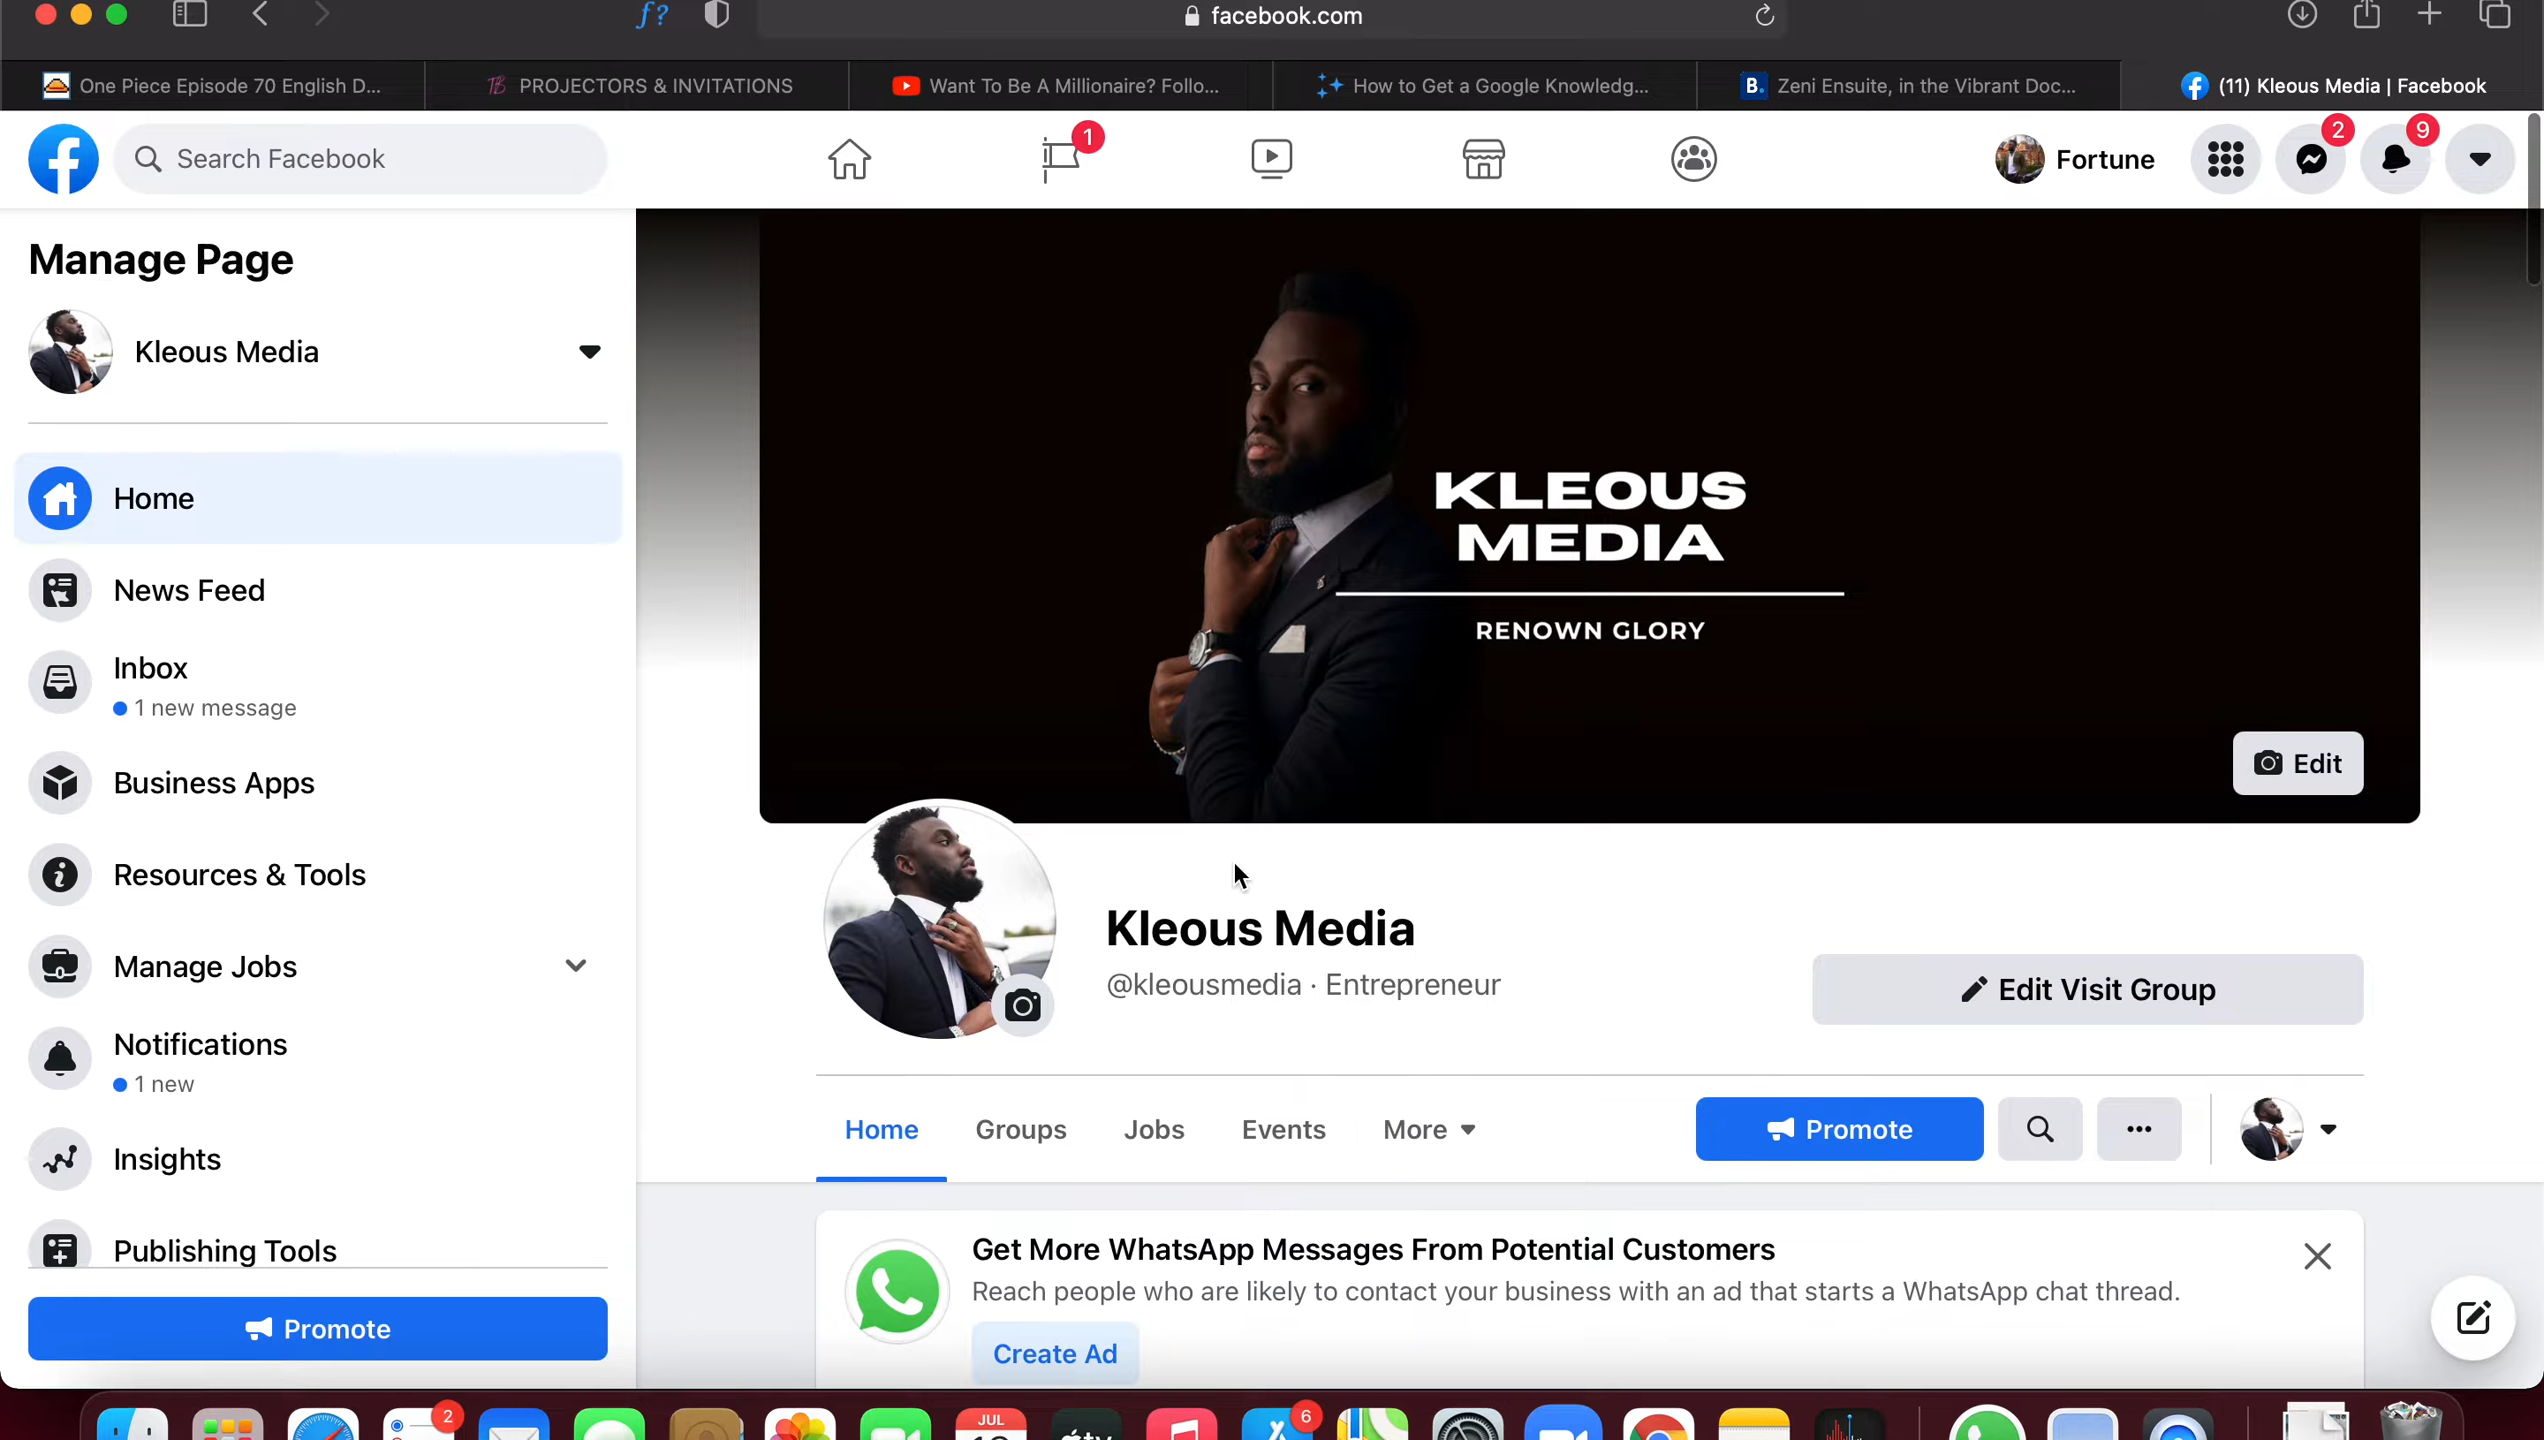 facebook.com
One Piece Episode 70 English D...
TB PROJECTORS & INVITATIONS
Want To Be A Millionaire? Follo...
How to Get a Google Knowledg...
B. Zeni Ensuite, in the Vibrant Doc...
(11) Kleous Media | Facebook
Search Facebook
1
Fortune
2
9
Manage Page
Kleous Media
Home
News Feed
Inbox
1 new message
Business Apps
Resources & Tools
Manage Jobs
Notifications
1 new
Insights
Publishing Tools
Promote
KLEOUS
MEDIA
RENOWN GLORY
Edit
Kleous Media
@kleousmedia · Entrepreneur
Edit Visit Group
Home
Groups
Jobs
Events
More
Promote
Get More WhatsApp Messages From Potential Customers
Reach people who are likely to contact your business with an ad that starts a WhatsApp chat thread.
Create Ad
2
JUL
6